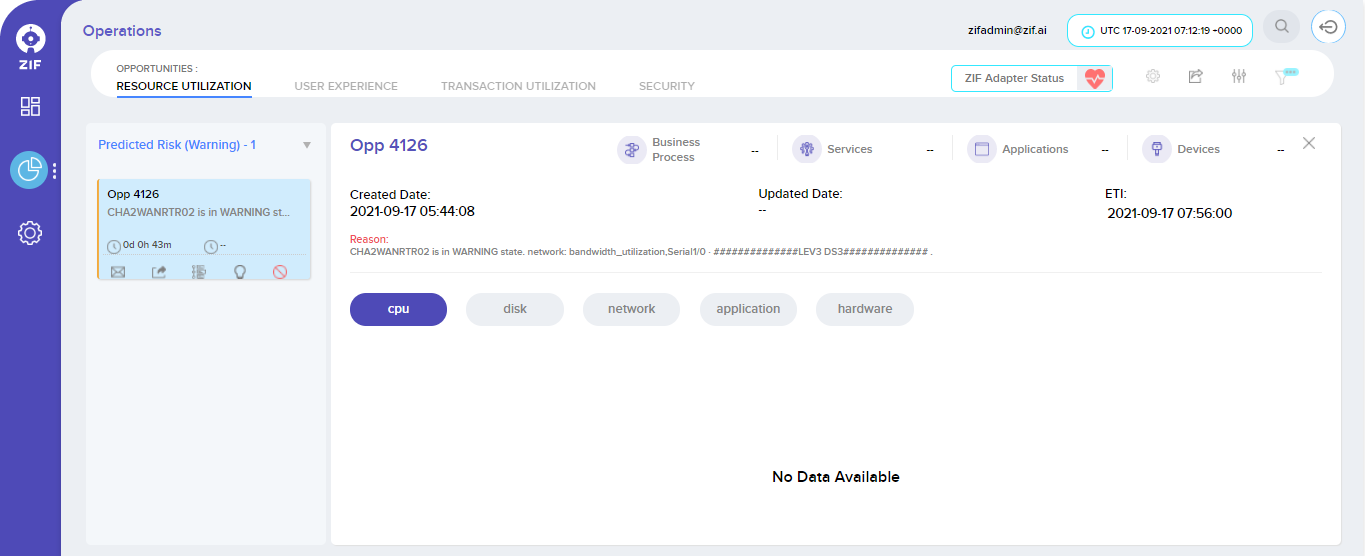 ZIF
Operations
zifadmin@zif.ai
UTC 17-09-2021 07:12:19 +0000
OPPORTUNITIES :
RESOURCE UTILIZATION
USER EXPERIENCE
TRANSACTION UTILIZATION
SECURITY
ZIF Adapter Status
Predicted Risk (Warning) - 1
Opp 4126
CHA2WANRTR02 is in WARNING st...
0d 0h 43m
--
Opp 4126
Business
Process
--
Services
--
Applications
--
Devices
--
Created Date:
2021-09-17 05:44:08
Updated Date:
--
ETI:
2021-09-17 07:56:00
Reason:
CHA2WANRTR02 is in WARNING state. network: bandwidth_utilization,Serial1/0 - ##############LEV3 DS3############## .
cpu
disk
network
application
hardware
No Data Available